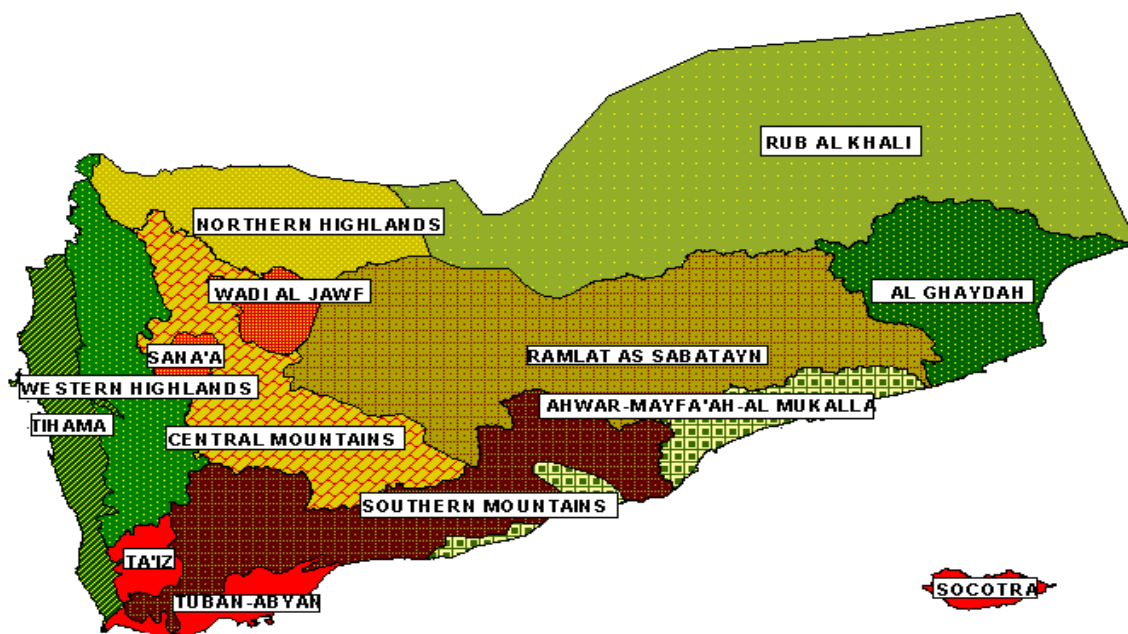 RUB AL KHALI
NORTHERN HIGHLANDS
WADI AL JAWF
AL GHAYDAH
SANA'A
RAMLAT AS SABATAYN
WESTERN HIGHLANDS
AHWAR-MAYFA'AH-AL MUKALLA
TIHAMA
CENTRAL MOUNTAINS
SOUTHERN MOUNTAINS
TA'IZ
SOCOTRA
TUBAN-ABYAN